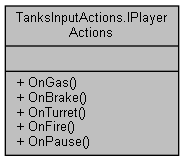 TanksInputActions.IPlayer
Actions
+ OnGas()
+ OnBrake()
+ OnTurret()
+ OnFire()
+ OnPause()